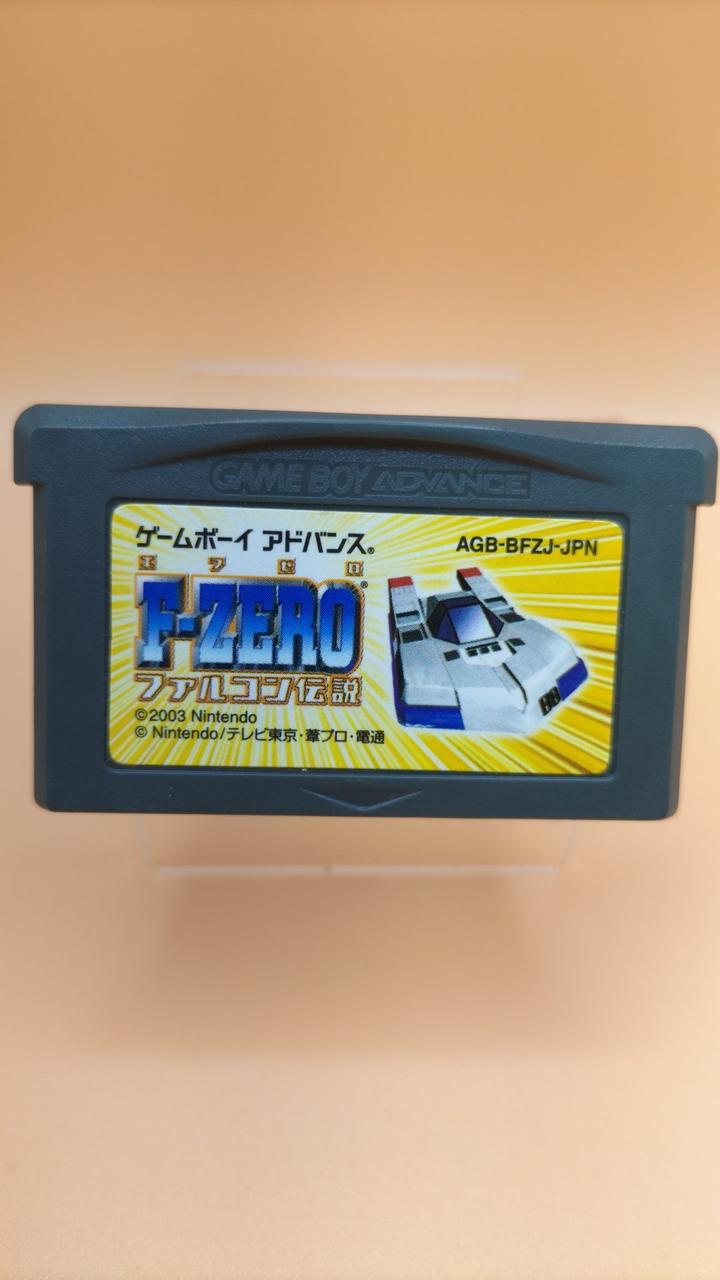 GAME BOY ADVANCE
ゲームボーイ アドバンス®
AGB-BFZJ-JPN
エフ ゼロ
F-ZERO®
ファルコン伝説
©2003 Nintendo
© Nintendo/テレビ東京・葦プロ・電通